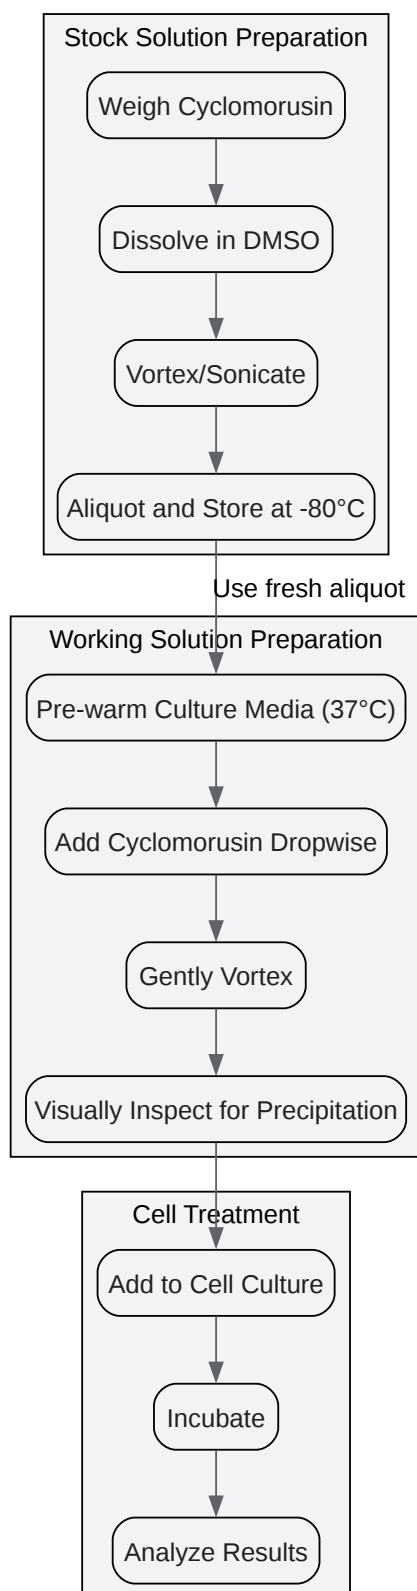 Stock Solution Preparation
Weigh Cyclomorusin
Dissolve in DMSO
Vortex/Sonicate
Aliquot and Store at -80°C
Use fresh aliquot
Working Solution Preparation
Pre-warm Culture Media (37°C)
Add Cyclomorusin Dropwise
Gently Vortex
Visually Inspect for Precipitation
Cell Treatment
Add to Cell Culture
Incubate
Analyze Results